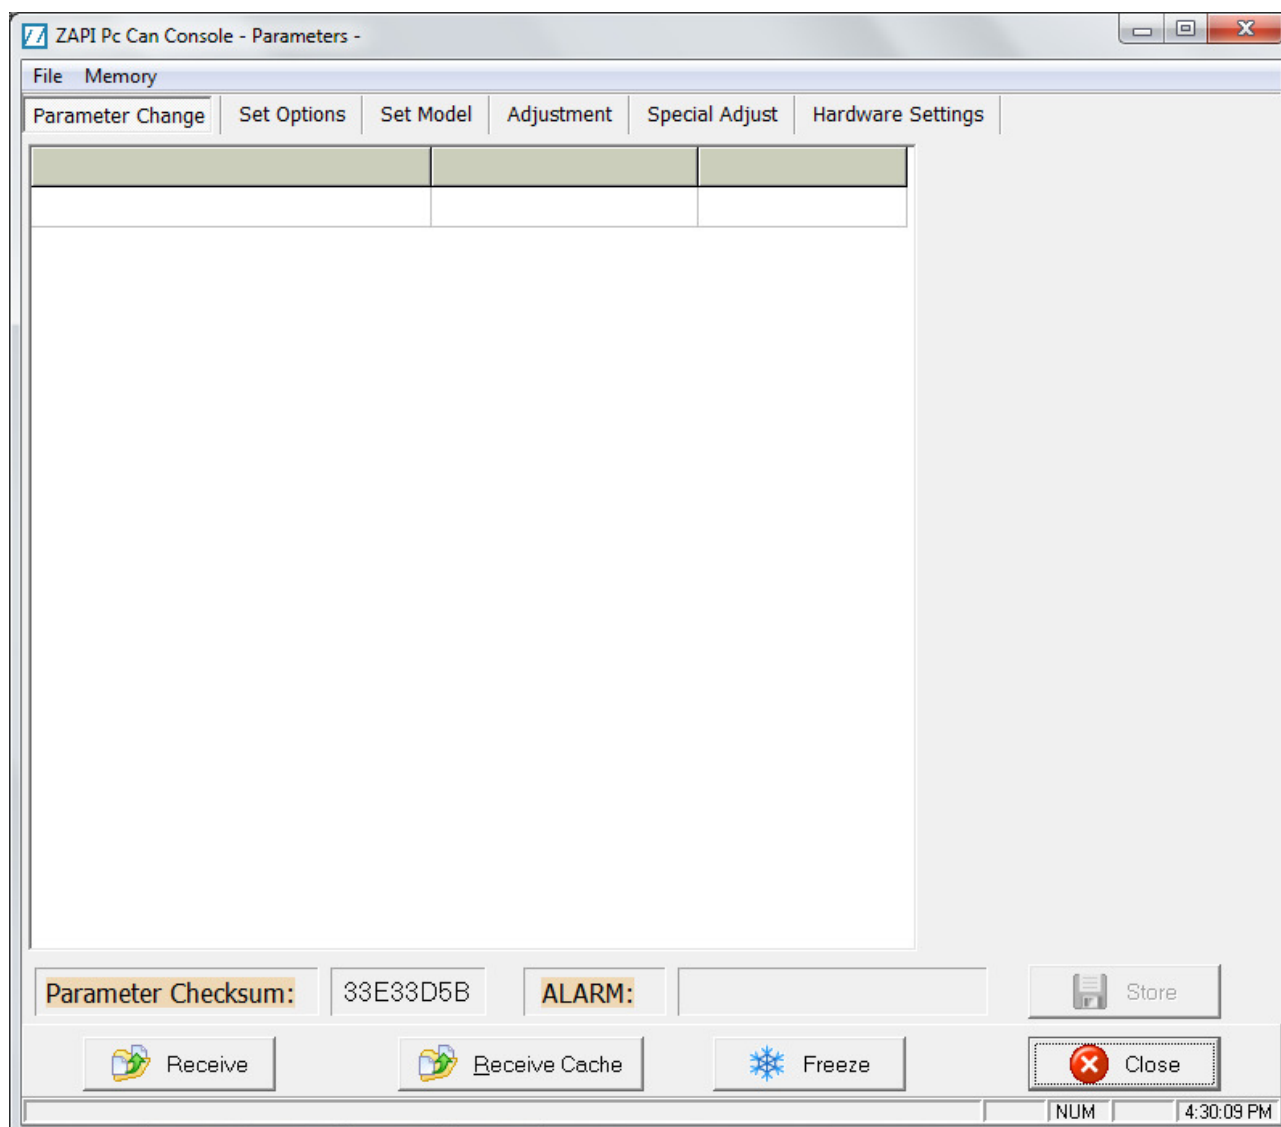 ZAPI Pc Can Console - Parameters -
File Memory
Parameter Change Set Options Set Model Adjustment Special Adjust Hardware Settings
Parameter Checksum: 33E33D5B ALARM: Store
Receive Receive Cache Freeze Close
NUM 4:30:09 PM